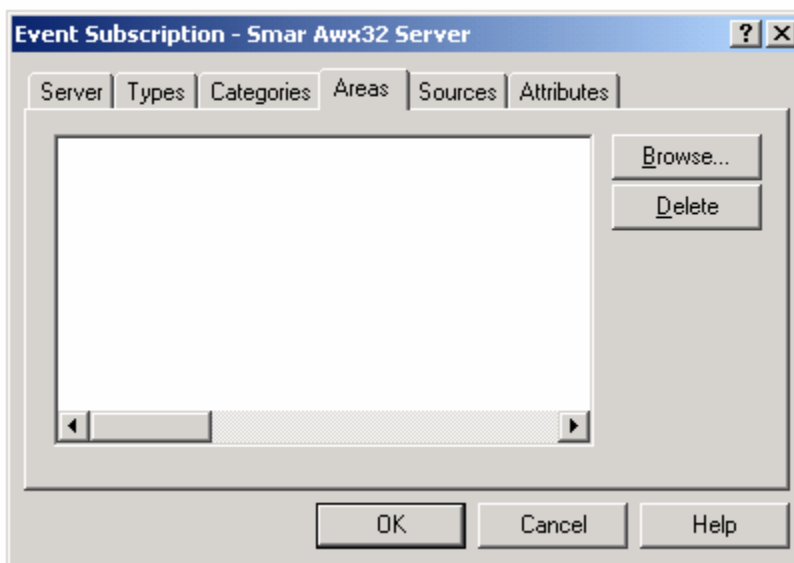 Event Subscription - Smar Awx32 Server
Server Types Categories Areas Sources Attributes
Browse...
Delete
OK Cancel Help